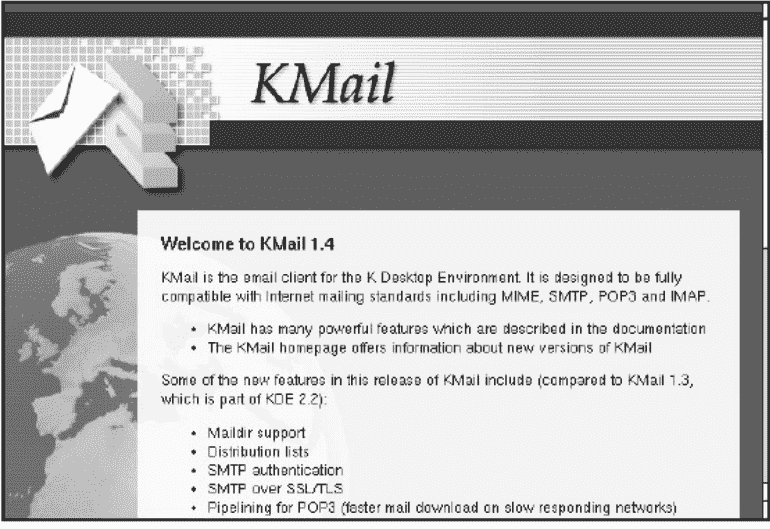 KMail
Welcome to KMail 1.4
KMail is the email client for the K Desktop Environment. It is designed to be fully
compatible with Internet mailing standards including MIME, SMTP, POP3 and IMAP.
• KMail has many powerful features which are described in the documentation
• The KMail homepage offers information about new versions of KMail
Some of the new features in this release of KMail include (compared to KMail 1.3,
which is part of KDE 2.2):
• Maildir support
• Distribution lists
• SMTP authentication
• SMTP over SSL/TLS
• Pipelining for POP3 (faster mail download on slow responding networks)